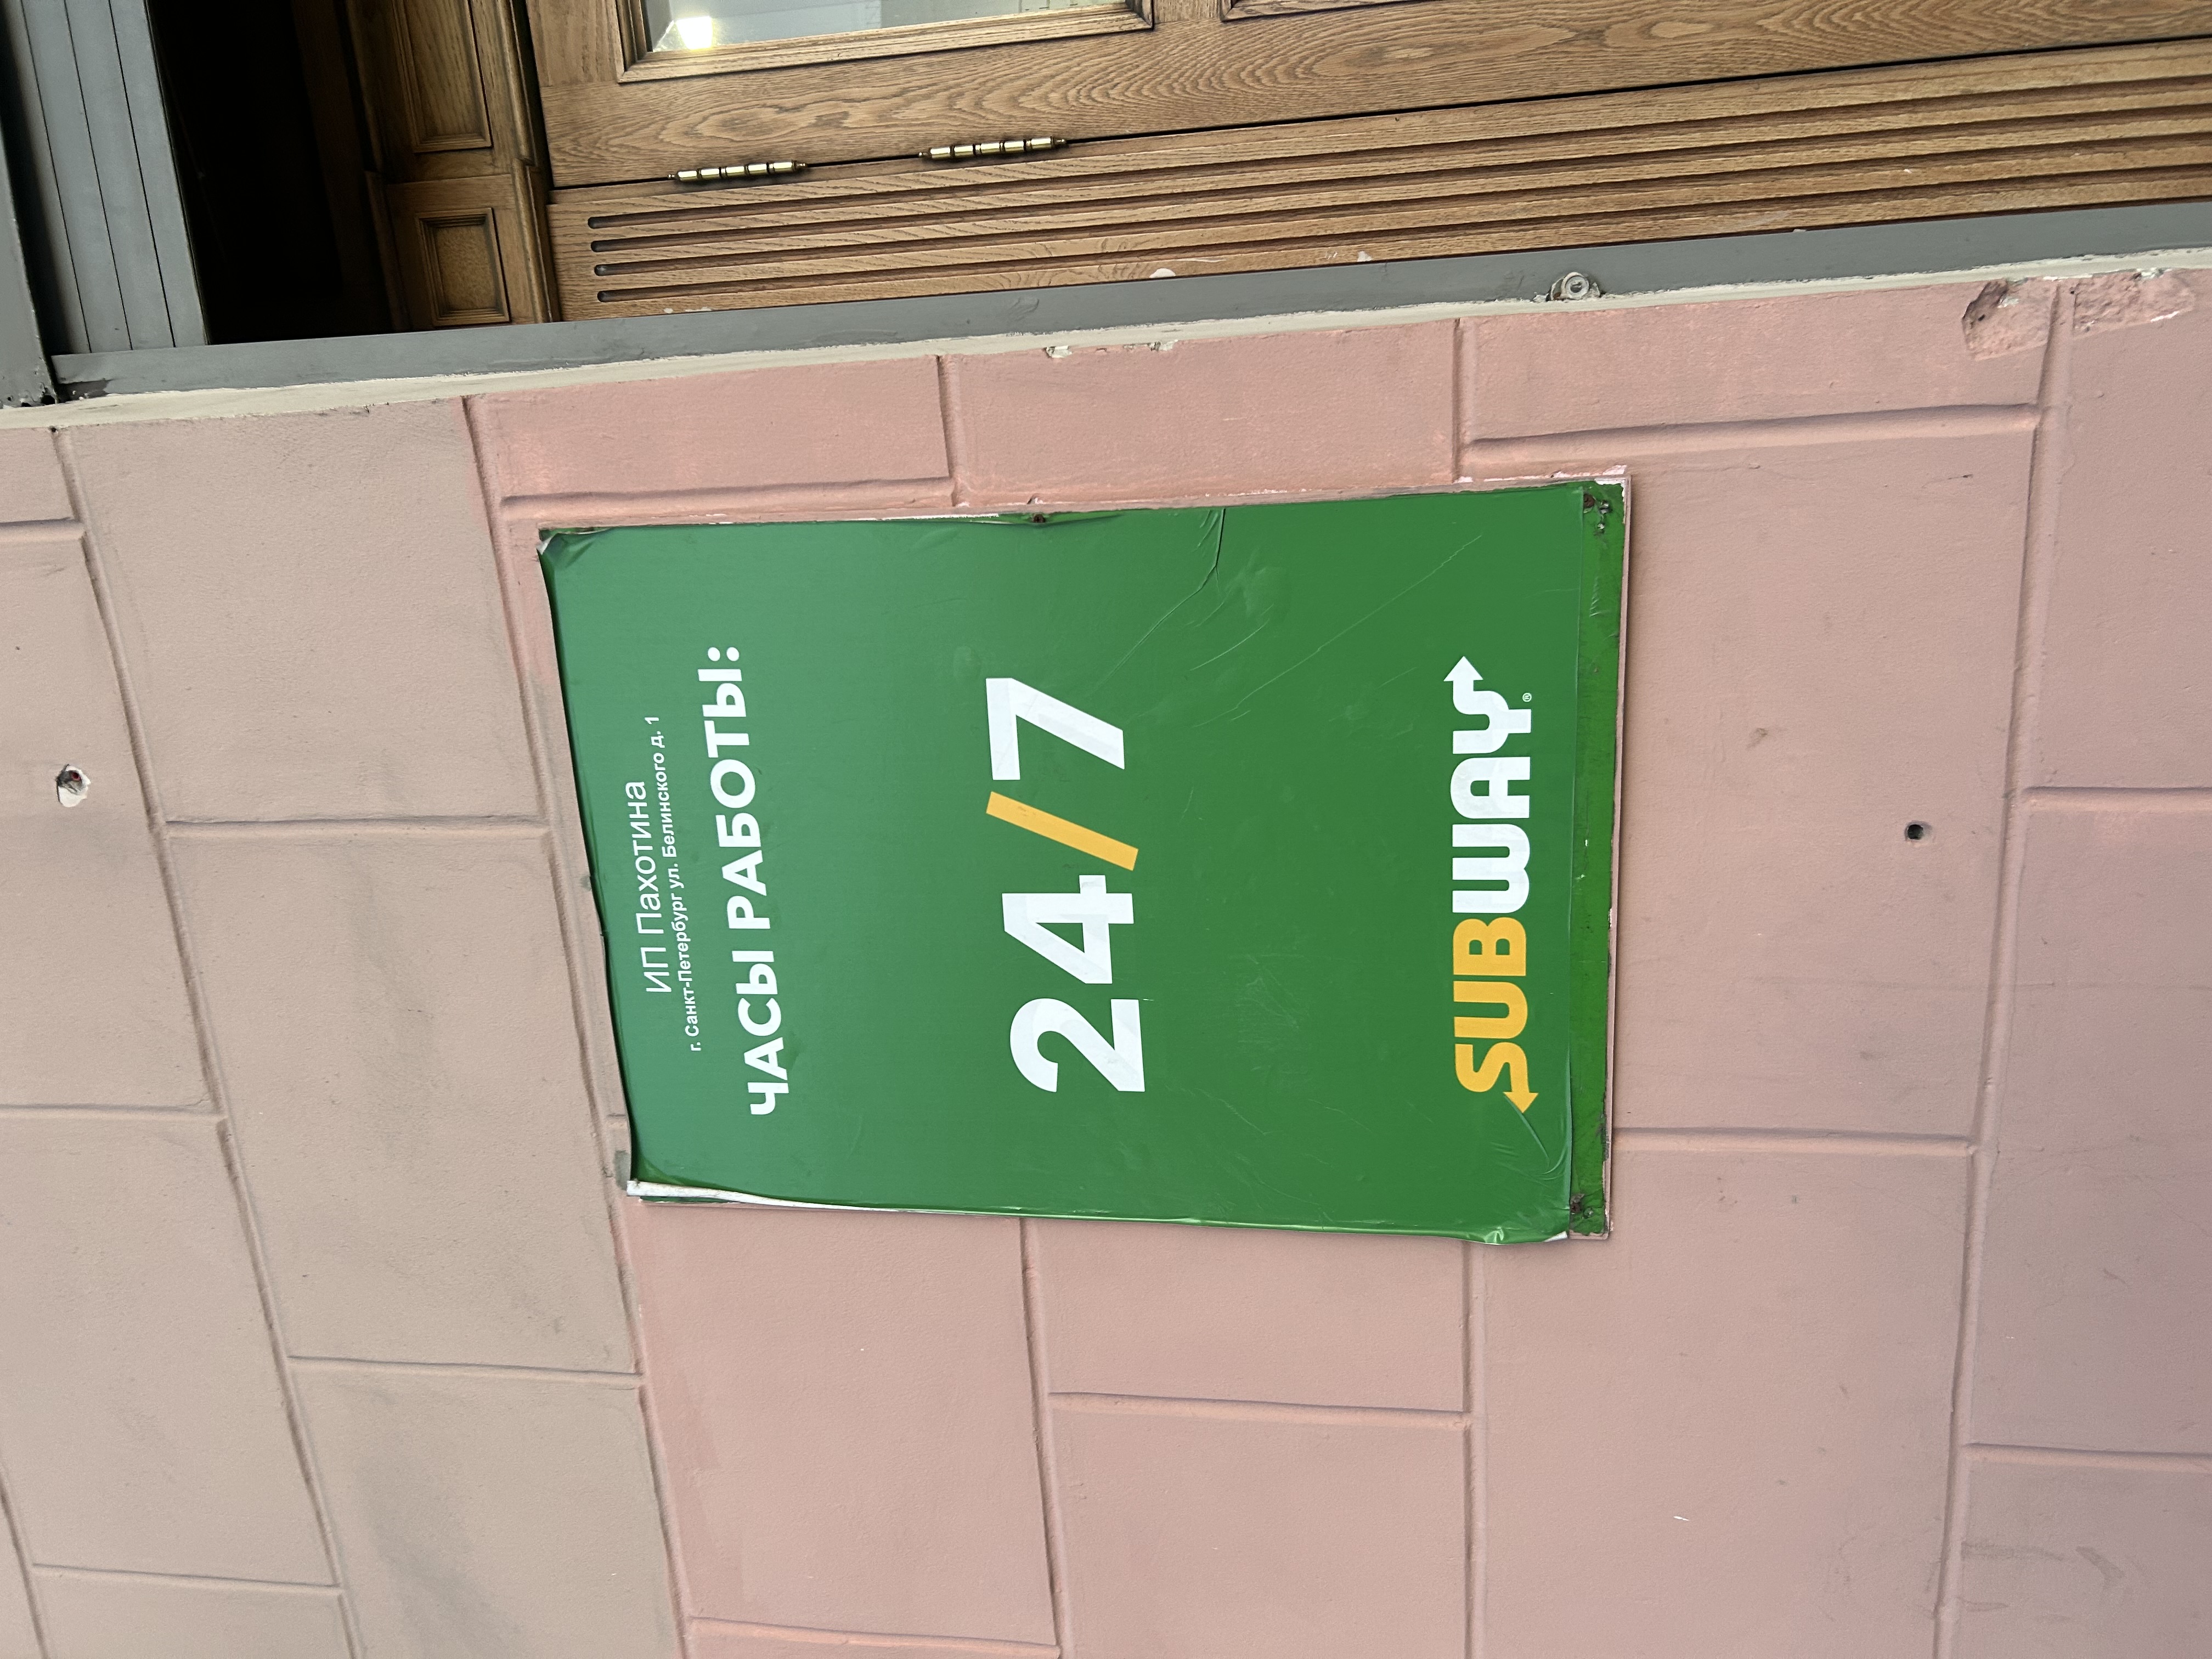 ИП Пахотина
г. Санкт-Петербург ул. Белинского д. 1
ЧАСЫ РАБОТЫ:
24/7
SUBWAY®